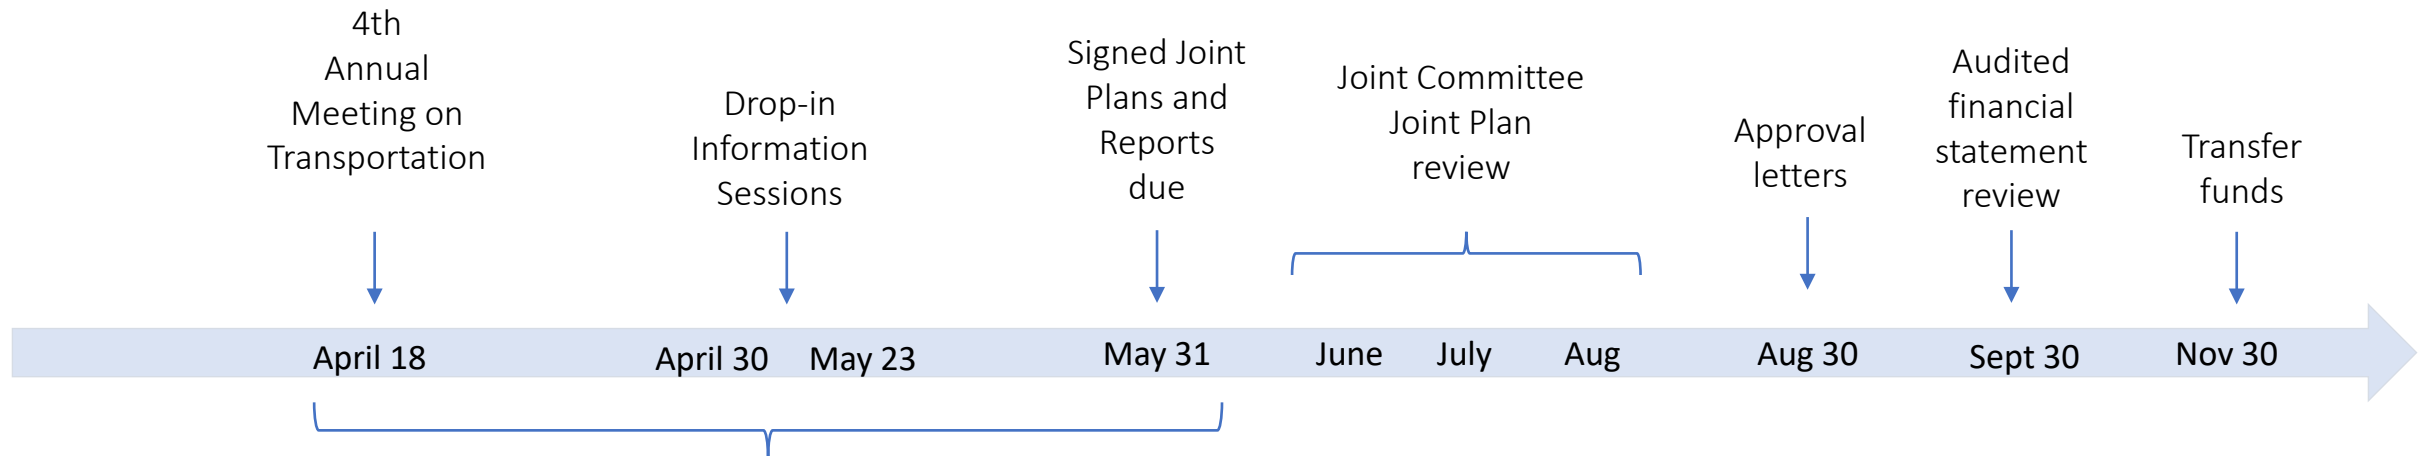 4th
Annual
Meeting on
Transportation
Drop-in
Information
Sessions
Signed Joint
Plans and
Reports
due
Joint Committee
Joint Plan
review
Approval
letters
Audited
financial
statement
review
Transfer
funds
April 18
April 30
May 23
May 31
June
July
Aug
Aug 30
Sept 30
Nov 30